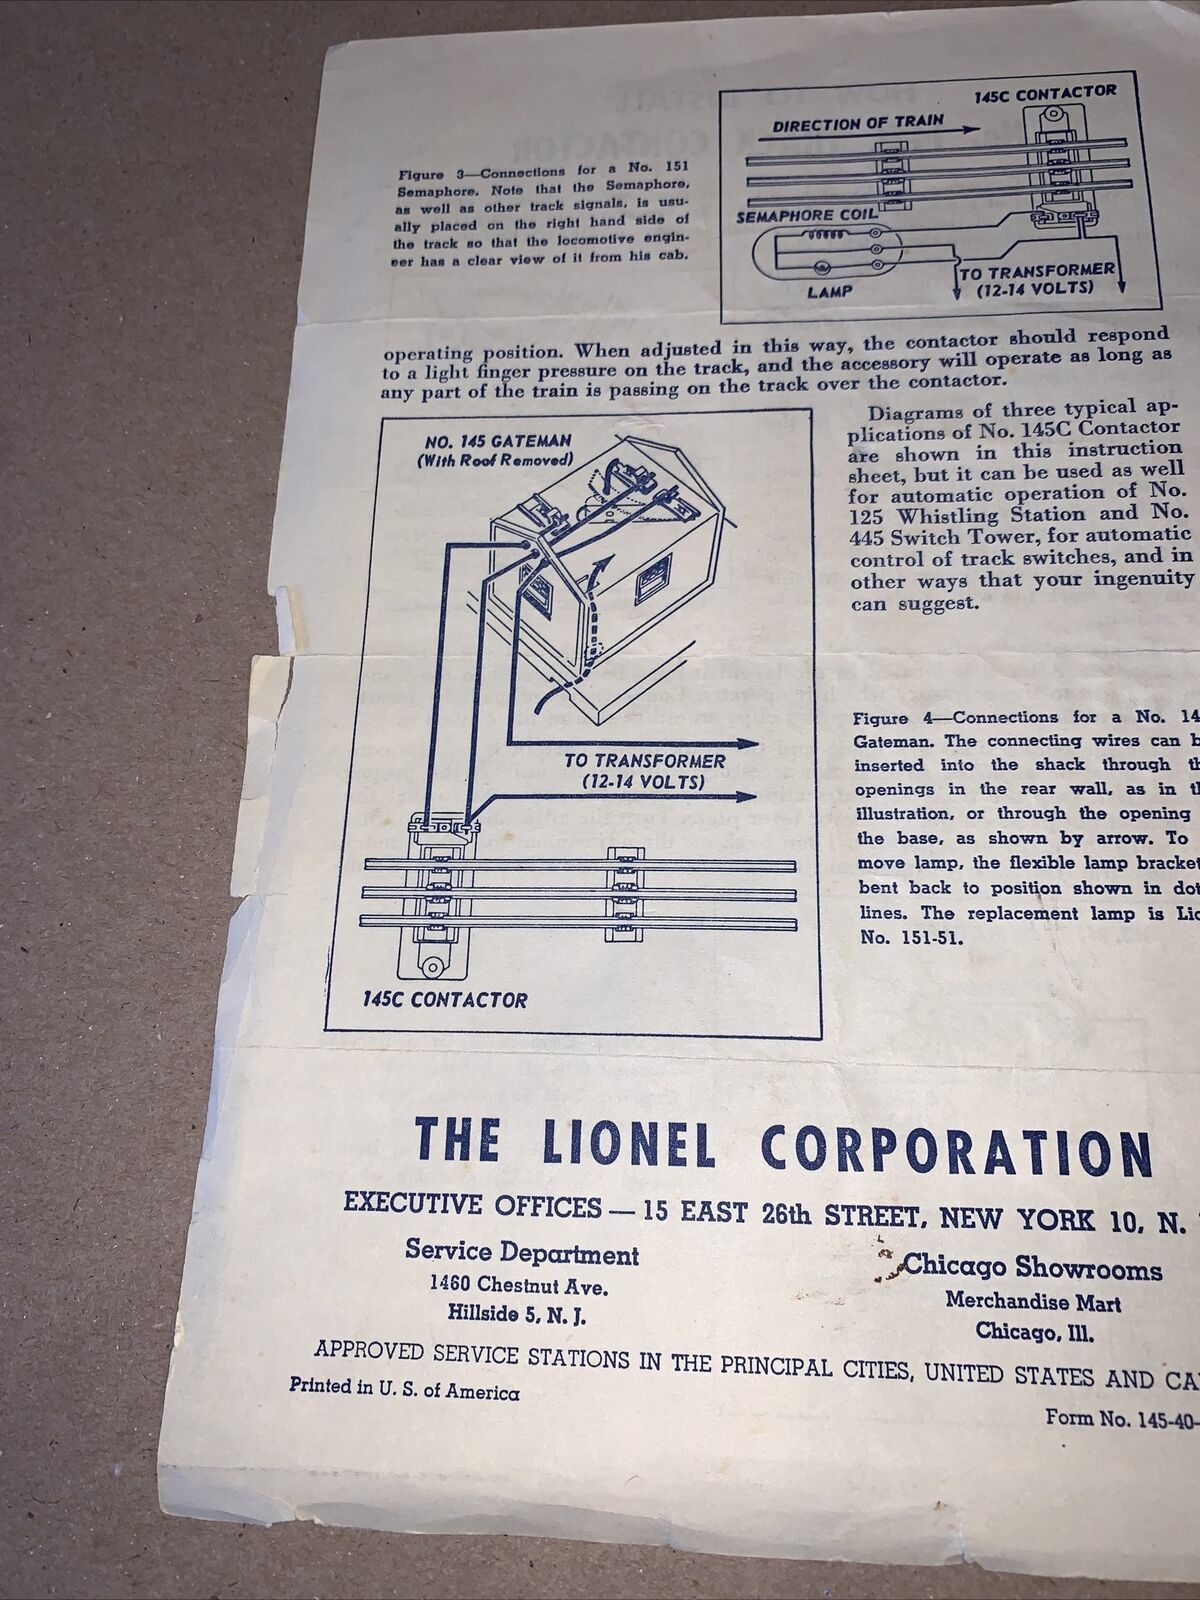 Figure 3—Connections for a No. 151
Semaphore. Note that the Semaphore,
as well as other track signals, is usu-
ally placed on the right hand side of
the track so that the locomotive engin-
eer has a clear view of it from his cab.
145C CONTACTOR
DIRECTION OF TRAIN
SEMAPHORE COIL
LAMP
TO TRANSFORMER
(12-14 VOLTS)
operating position. When adjusted in this way, the contactor should respond
to a light finger pressure on the track, and the accessory will operate as long as
any part of the train is passing on the track over the contactor.
NO. 145 GATEMAN
(With Roof Removed)
TO TRANSFORMER
(12-14 VOLTS)
145C CONTACTOR
Diagrams of three typical ap-
plications of No. 145C Contactor
are shown in this instruction
sheet, but it can be used as well
for automatic operation of No.
125 Whistling Station and No.
445 Switch Tower, for automatic
control of track switches, and in
other ways that your ingenuity
can suggest.
Figure 4—Connections for a No. 14
Gateman. The connecting wires can b
inserted into the shack through th
openings in the rear wall, as in th
illustration, or through the opening
the base, as shown by arrow. To
move lamp, the flexible lamp bracket
bent back to position shown in dot
lines. The replacement lamp is Lio
No. 151-51.
THE LIONEL CORPORATION
EXECUTIVE OFFICES — 15 EAST 26th STREET, NEW YORK 10, N.
Service Department
1460 Chestnut Ave.
Hillside 5, N. J.
Chicago Showrooms
Merchandise Mart
Chicago, Ill.
APPROVED SERVICE STATIONS IN THE PRINCIPAL CITIES, UNITED STATES AND CA
Printed in U. S. of America
Form No. 145-40-